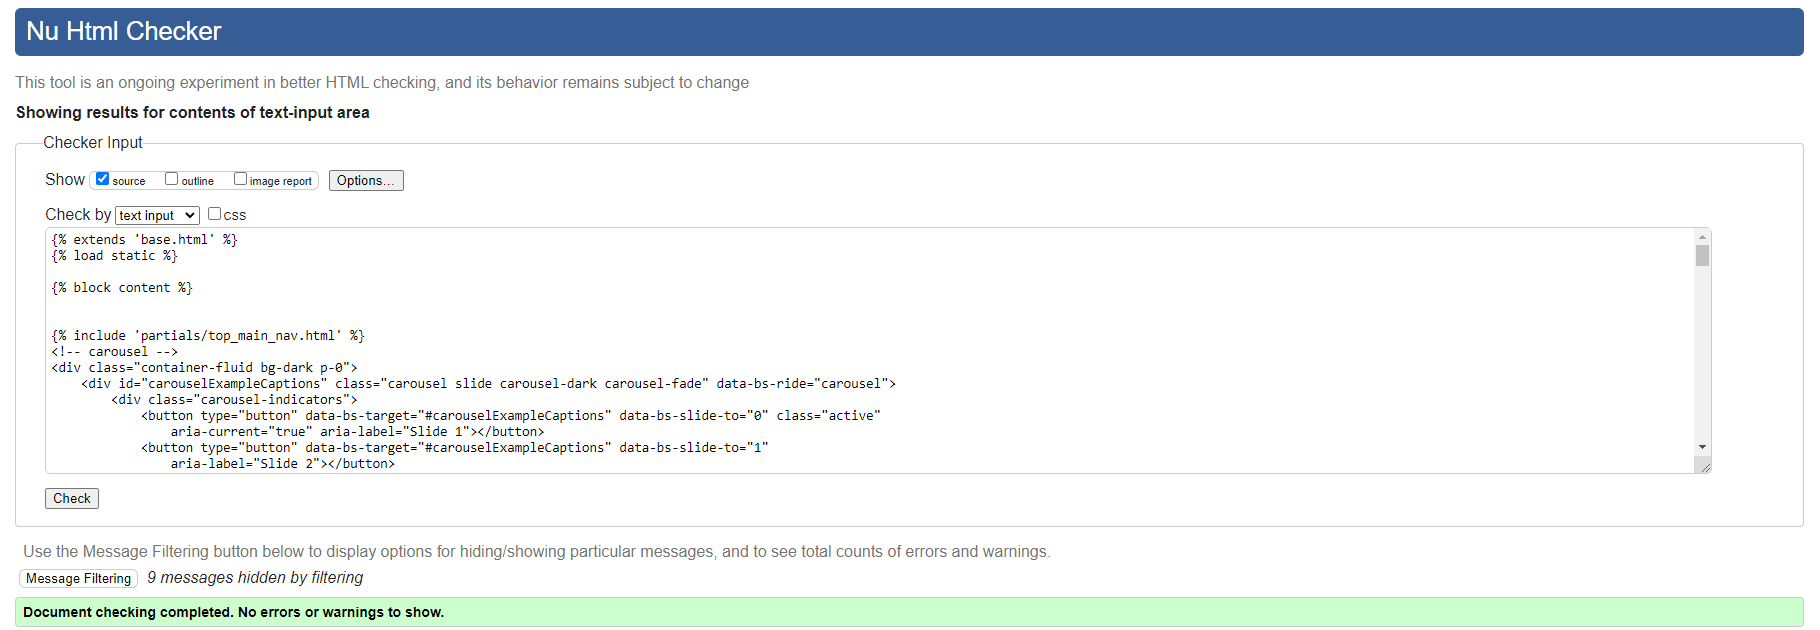 Nu Html Checker
This tool is an ongoing experiment in better HTML checking, and its behavior remains subject to change
Showing results for contents of text-input area
Checker Input
Show source outline image report Options...
Check by text input css
{% extends 'base.html' %}
{% load static %}
{% block content %}
{% include 'partials/top_main_nav.html' %}
<!-- carousel -->
<div class="container-fluid bg-dark p-0">
    <div id="carouselExampleCaptions" class="carousel slide carousel-dark carousel-fade" data-bs-ride="carousel">
        <div class="carousel-indicators">
            <button type="button" data-bs-target="#carouselExampleCaptions" data-bs-slide-to="0" class="active"
                aria-current="true" aria-label="Slide 1"></button>
            <button type="button" data-bs-target="#carouselExampleCaptions" data-bs-slide-to="1"
                aria-label="Slide 2"></button>
Check
Use the Message Filtering button below to display options for hiding/showing particular messages, and to see total counts of errors and warnings.
Message Filtering 9 messages hidden by filtering
Document checking completed. No errors or warnings to show.